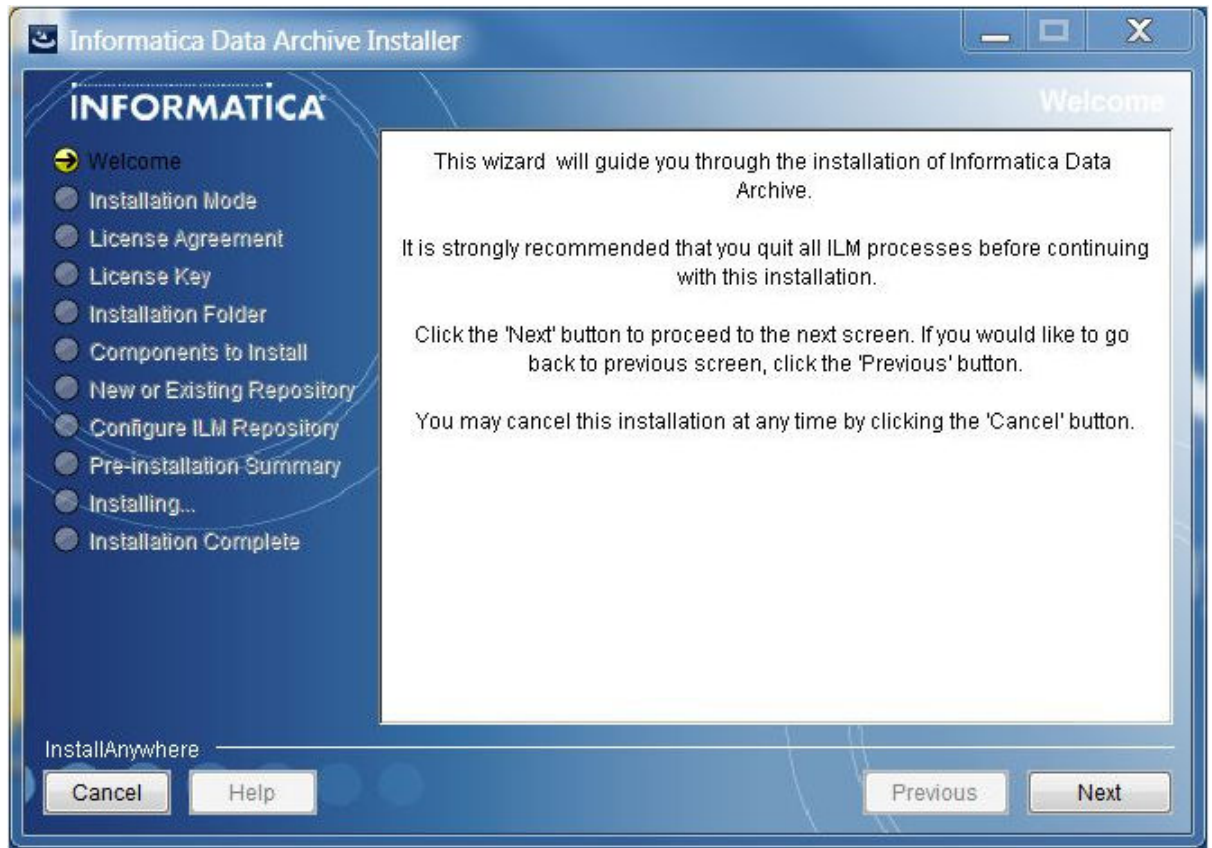 Informatica Data Archive Installer
INFORMATICA
Welcome
Welcome
Installation Mode
License Agreement
License Key
Installation Folder
Components to Install
New or Existing Repository
Configure ILM Repository
Pre-installation Summary
Installing...
Installation Complete
This wizard will guide you through the installation of Informatica Data
Archive.
It is strongly recommended that you quit all ILM processes before continuing
with this installation.
Click the 'Next' button to proceed to the next screen. If you would like to go
back to previous screen, click the 'Previous' button.
You may cancel this installation at any time by clicking the 'Cancel' button.
InstallAnywhere
Cancel
Help
Previous
Next